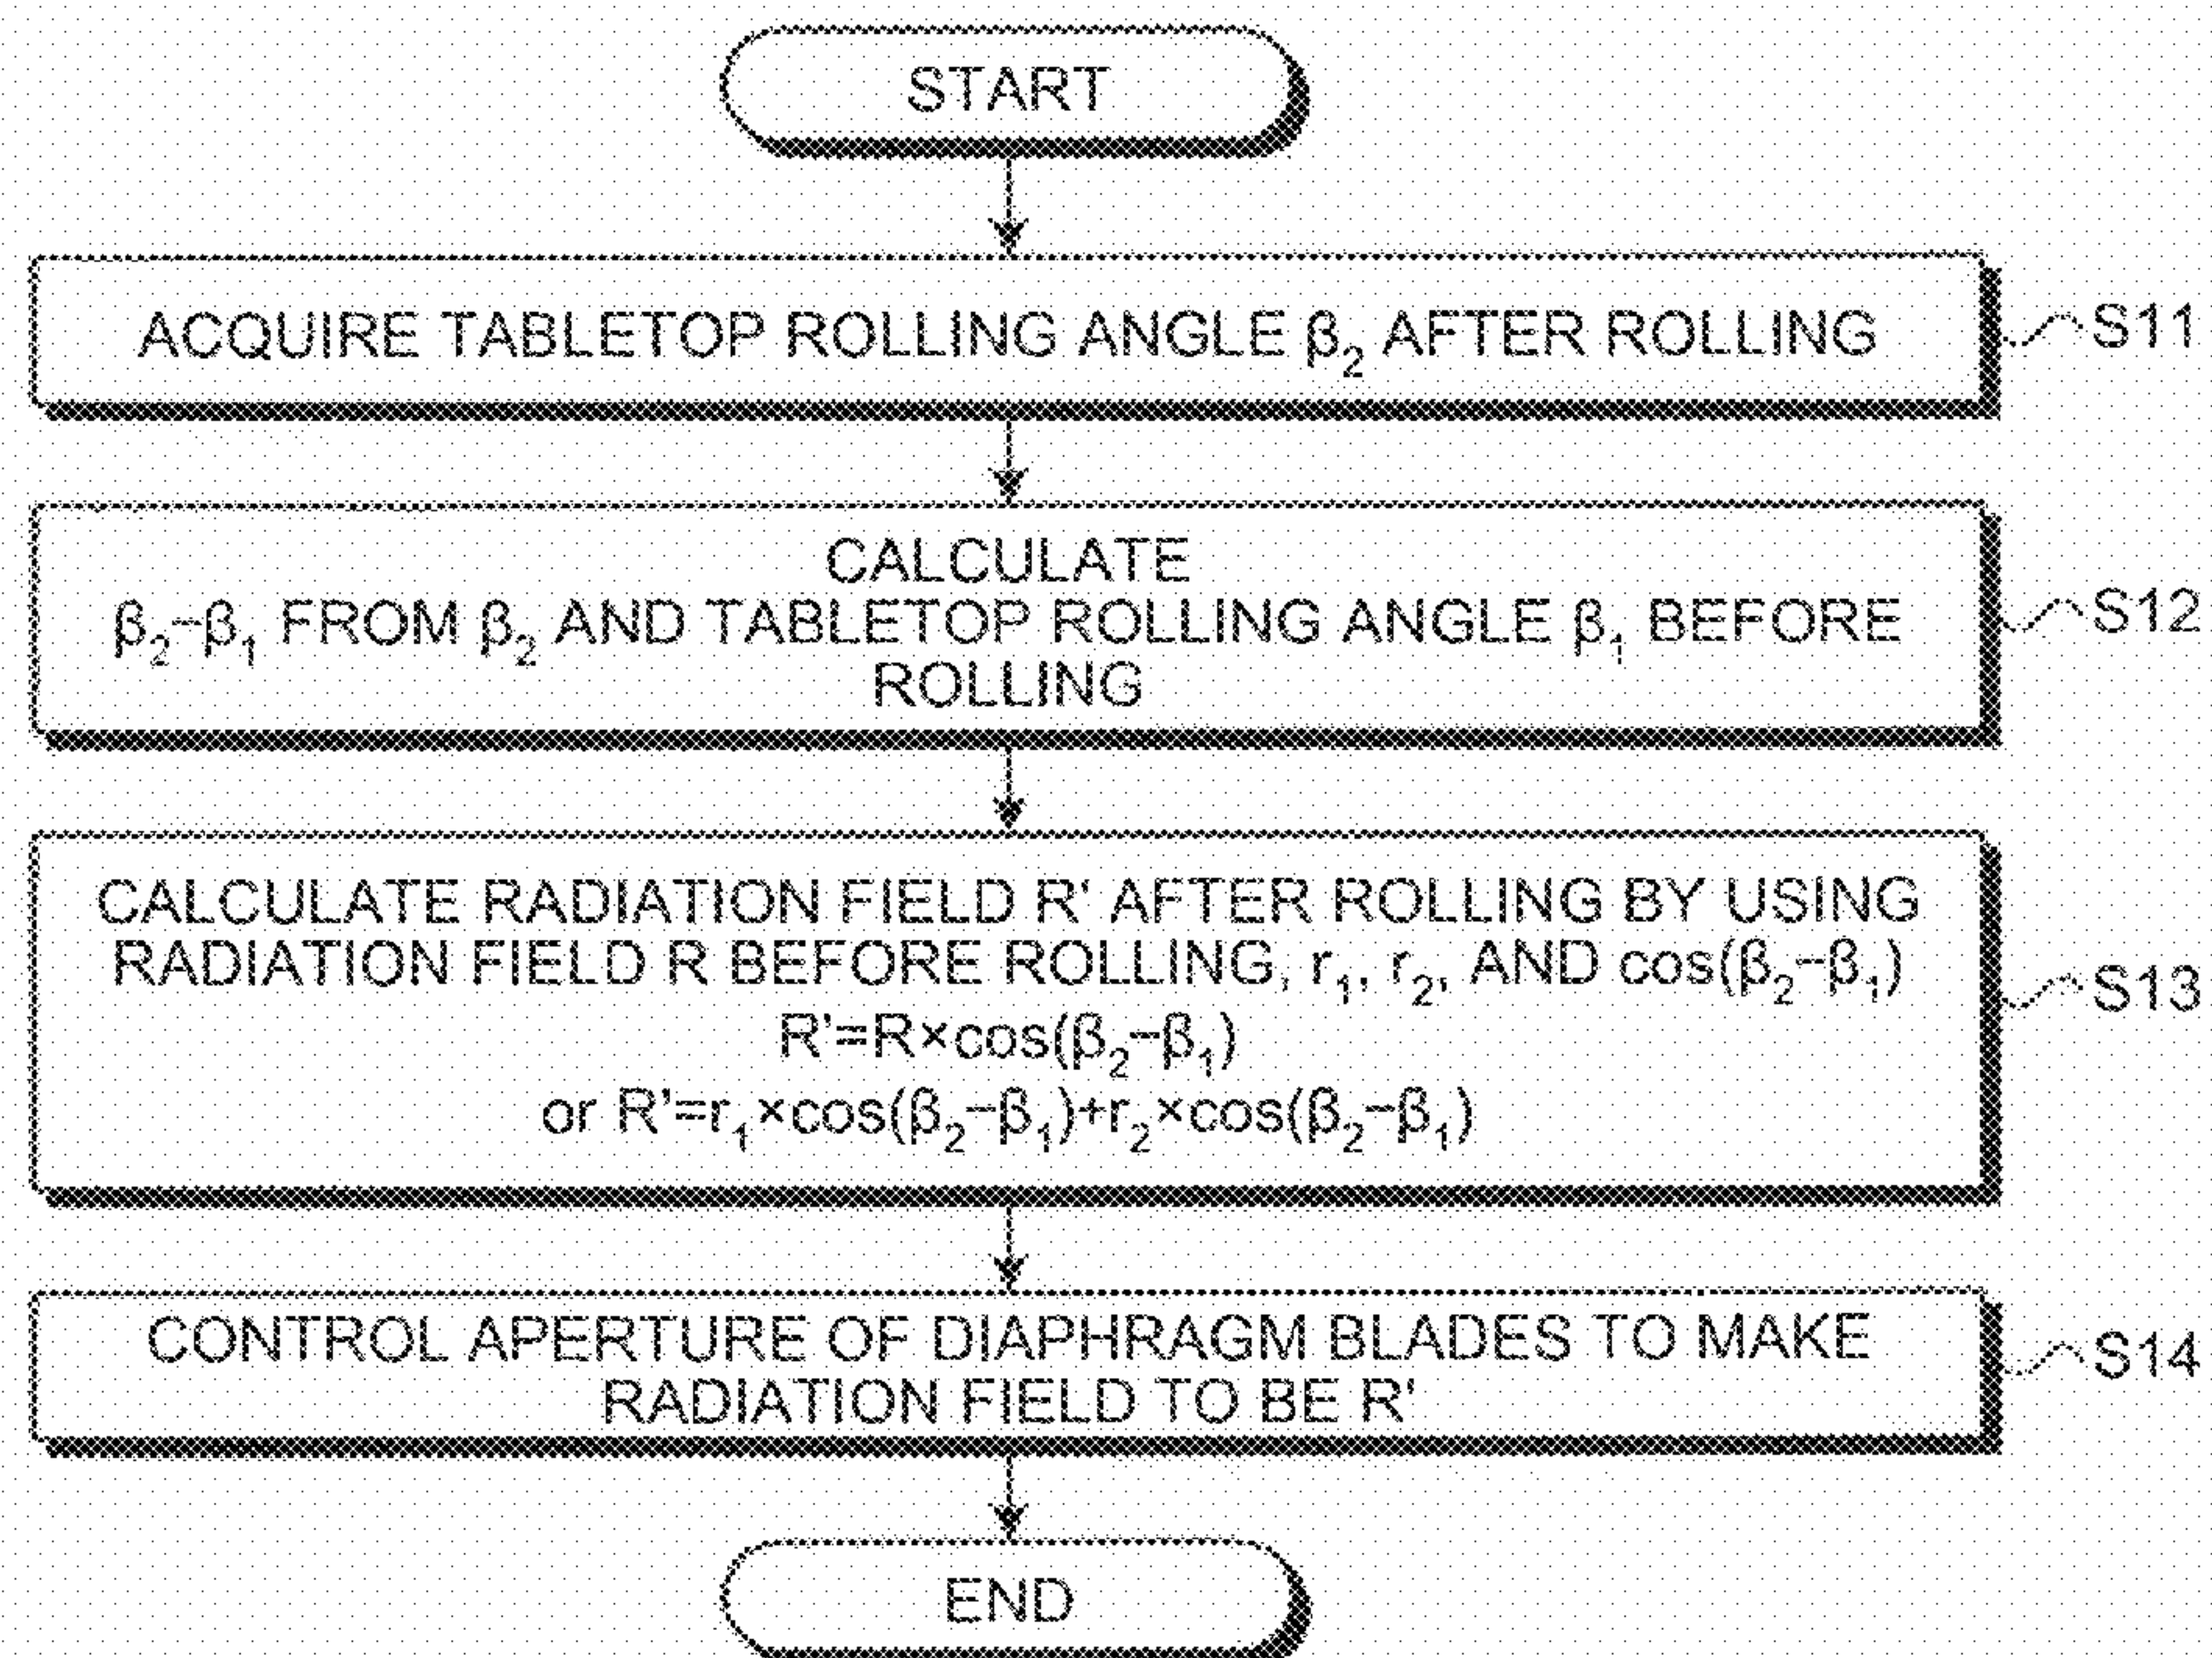 START
ACQUIRE TABLETOP ROLLING ANGLE β₂ AFTER ROLLING
S11
CALCULATE
β₂−β₁ FROM β₂ AND TABLETOP ROLLING ANGLE β₁ BEFORE
ROLLING
S12
CALCULATE RADIATION FIELD R' AFTER ROLLING BY USING
RADIATION FIELD R BEFORE ROLLING, r₁, r₂, AND cos(β₂−β₁)
R'=R×cos(β₂−β₁)
or R'=r₁×cos(β₂−β₁)+r₂×cos(β₂−β₁)
S13
CONTROL APERTURE OF DIAPHRAGM BLADES TO MAKE
RADIATION FIELD TO BE R'
S14
END